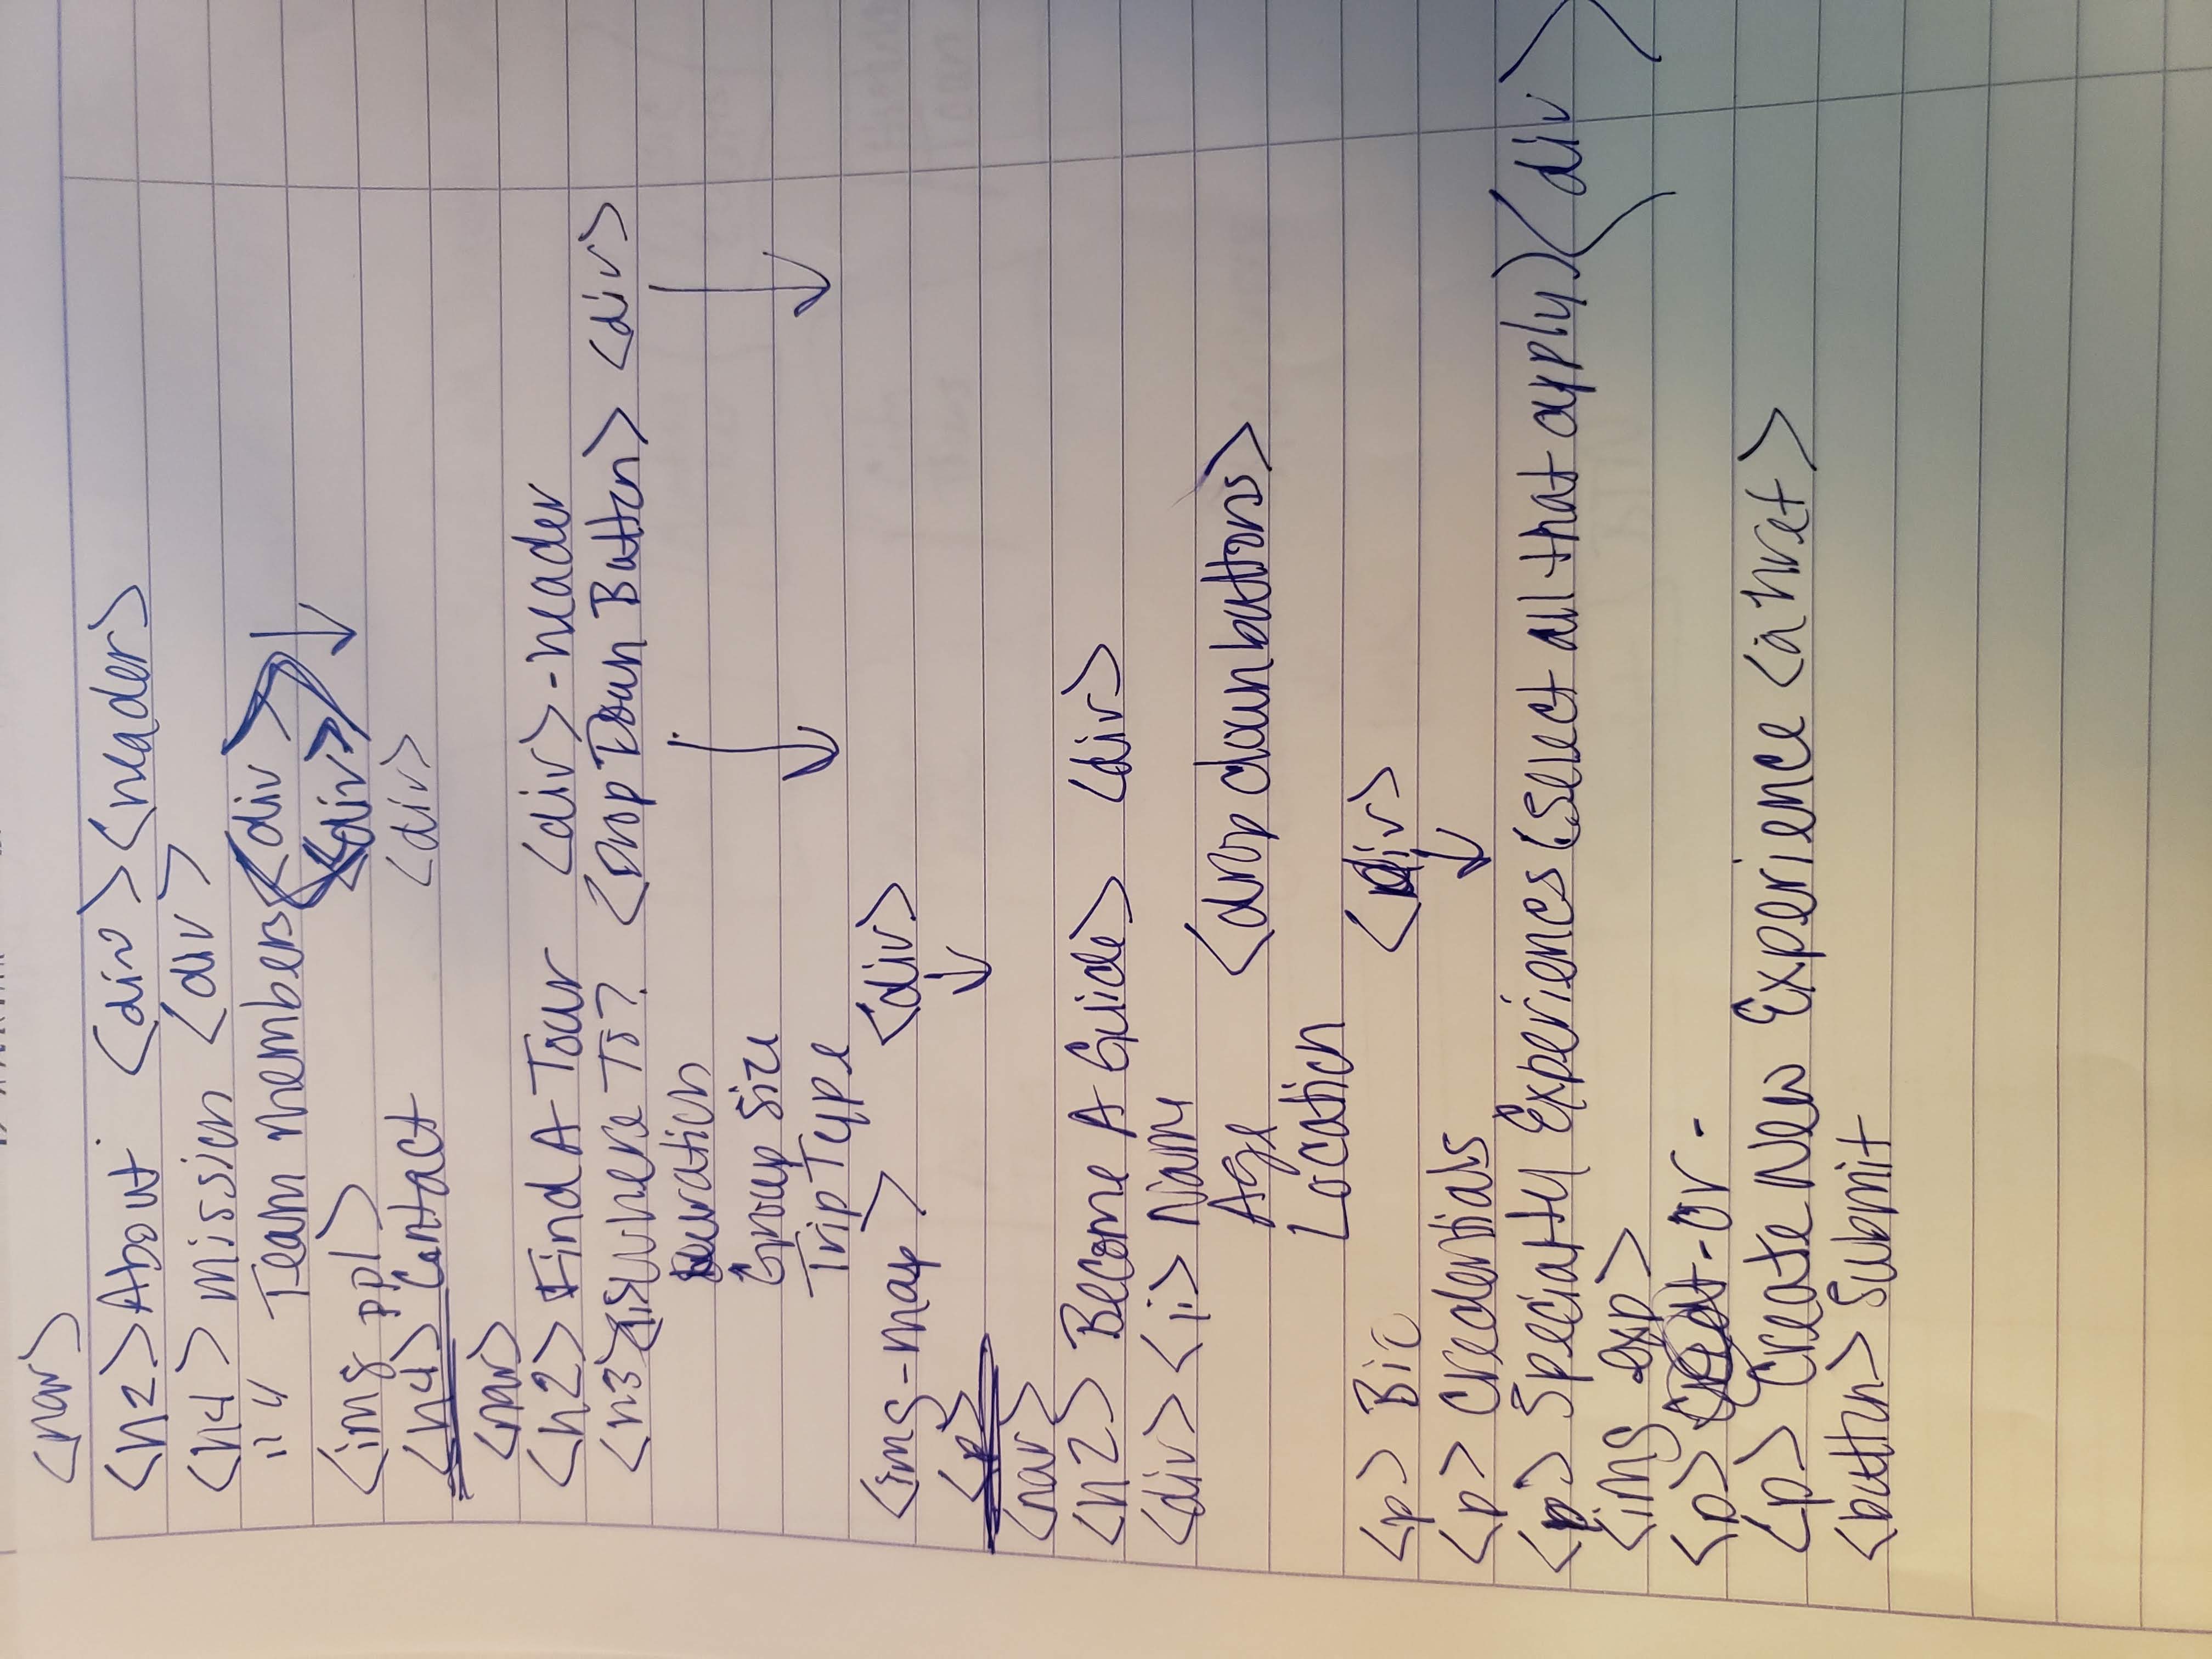 <nav>
<h2> About <div> <header>
<h4> mission <div>
" " Team members <div>
<img ppl> <div>
<h4> Contact <div>
<nav>
<h2> Find A Tour <div> - header
<h3> Where To? <Drop Down Button> <div>
Duration
Group Size
Trip Type
<img-map> <div>
<p>
<nav>
<h2> Become A Guide> <div>
<div> <li> Name
Age <drop down buttons>
Location
<p> Bio <div>
<p> Credentials
<p> Specialty Experiences (select all that apply) <div>
<img exp>
<p> -or-
<p> Create New Experience <a href>
<button> Submit